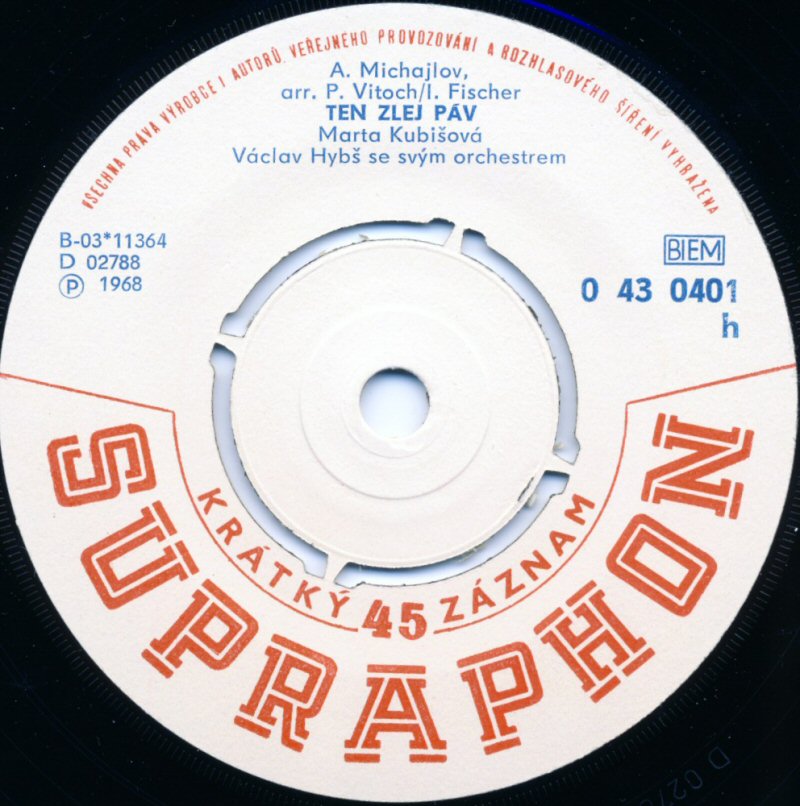 VŠECHNA PRÁVA VÝROBCE I AUTORŮ. VEŘEJNÉHO PROVOZOVÁNÍ A ROZHLASOVÉHO ŠÍŘENÍ VYHRAŽENA
A. Michajlov,
arr. P. Vitoch/I. Fischer
TEN ZLEJ PÁV
Marta Kubišová
Václav Hybš se svým orchestrem
B-03*11364
D 02788
Ⓟ 1968
BIEM
0 43 0401
h
KRÁTKÝ 45 ZÁZNAM
SUPRAPHON